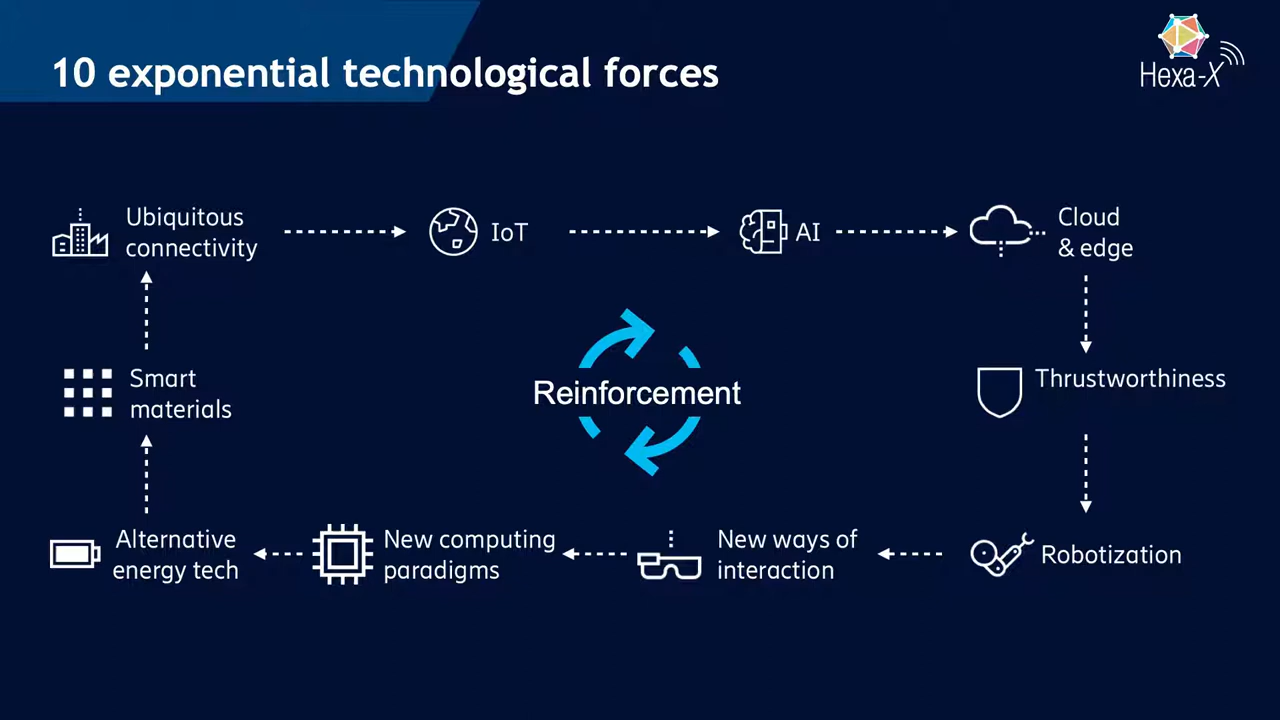 10 exponential technological forces
Hexa-X
Ubiquitous
connectivity
IoT
AI
Cloud
& edge
Smart
materials
Reinforcement
Thrustworthiness
Alternative
energy tech
New computing
paradigms
New ways of
interaction
Robotization